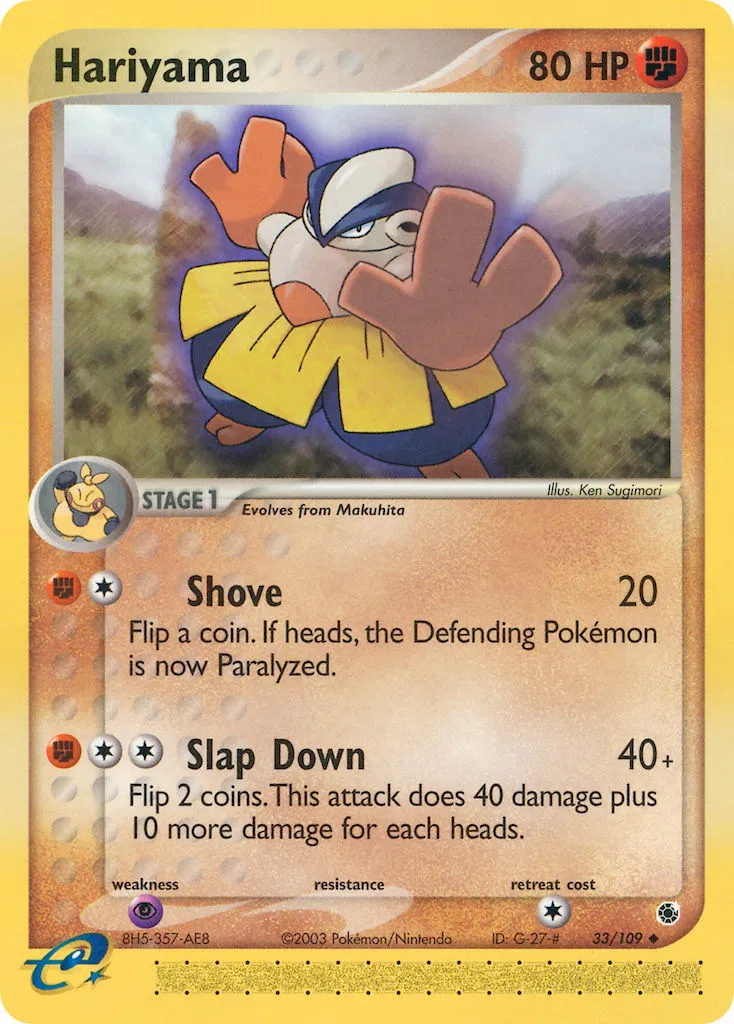 Hariyama 80 HP
Illus. Ken Sugimori
STAGE 1
Evolves from Makuhita
Shove 20
Flip a coin. If heads, the Defending Pokémon
is now Paralyzed.
Slap Down 40+
Flip 2 coins. This attack does 40 damage plus
10 more damage for each heads.
weakness resistance retreat cost
8H5-357-AE8 ©2003 Pokémon/Nintendo ID: G-27-# 33/109
e